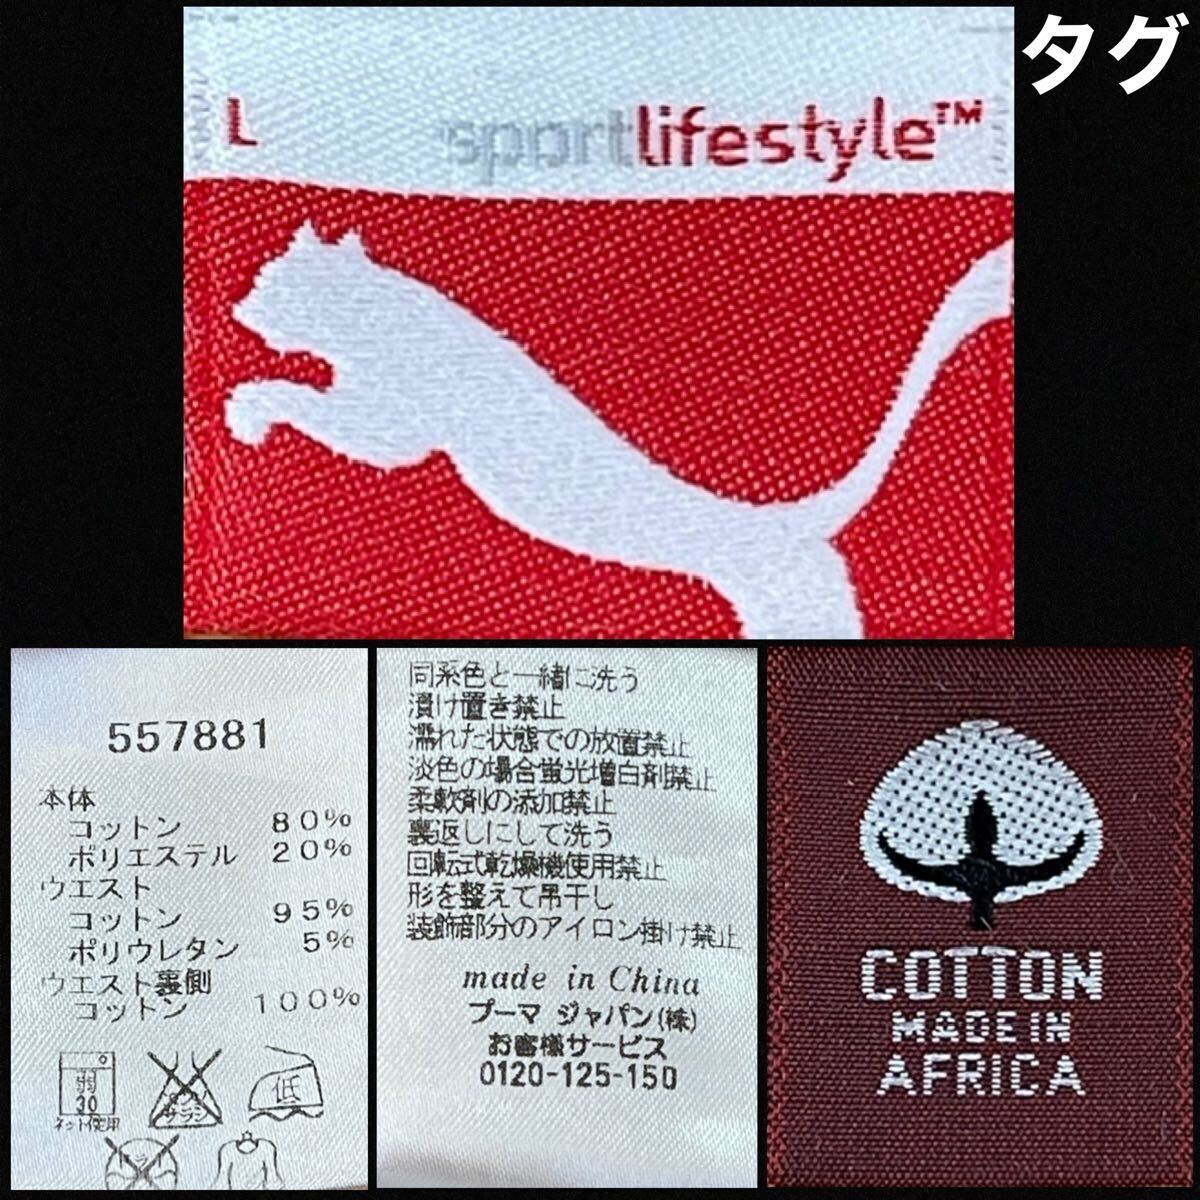 タグ
L sportlifestyle™
557881
本体
コットン 80%
ポリエステル 20%
ウエスト
コットン 95%
ポリウレタン 5%
ウエスト裏側
コットン 100%
弱
30
ネット使用
サラシ
低
同系色と一緒に洗う
漬け置き禁止
濡れた状態での放置禁止
淡色の場合蛍光増白剤禁止
柔軟剤の添加禁止
裏返しにして洗う
回転式乾燥機使用禁止
形を整えて吊干し
装飾部分のアイロン掛け禁止
made in China
プーマ ジャパン(株)
お客様サービス
0120-125-150
COTTON
MADE IN
AFRICA